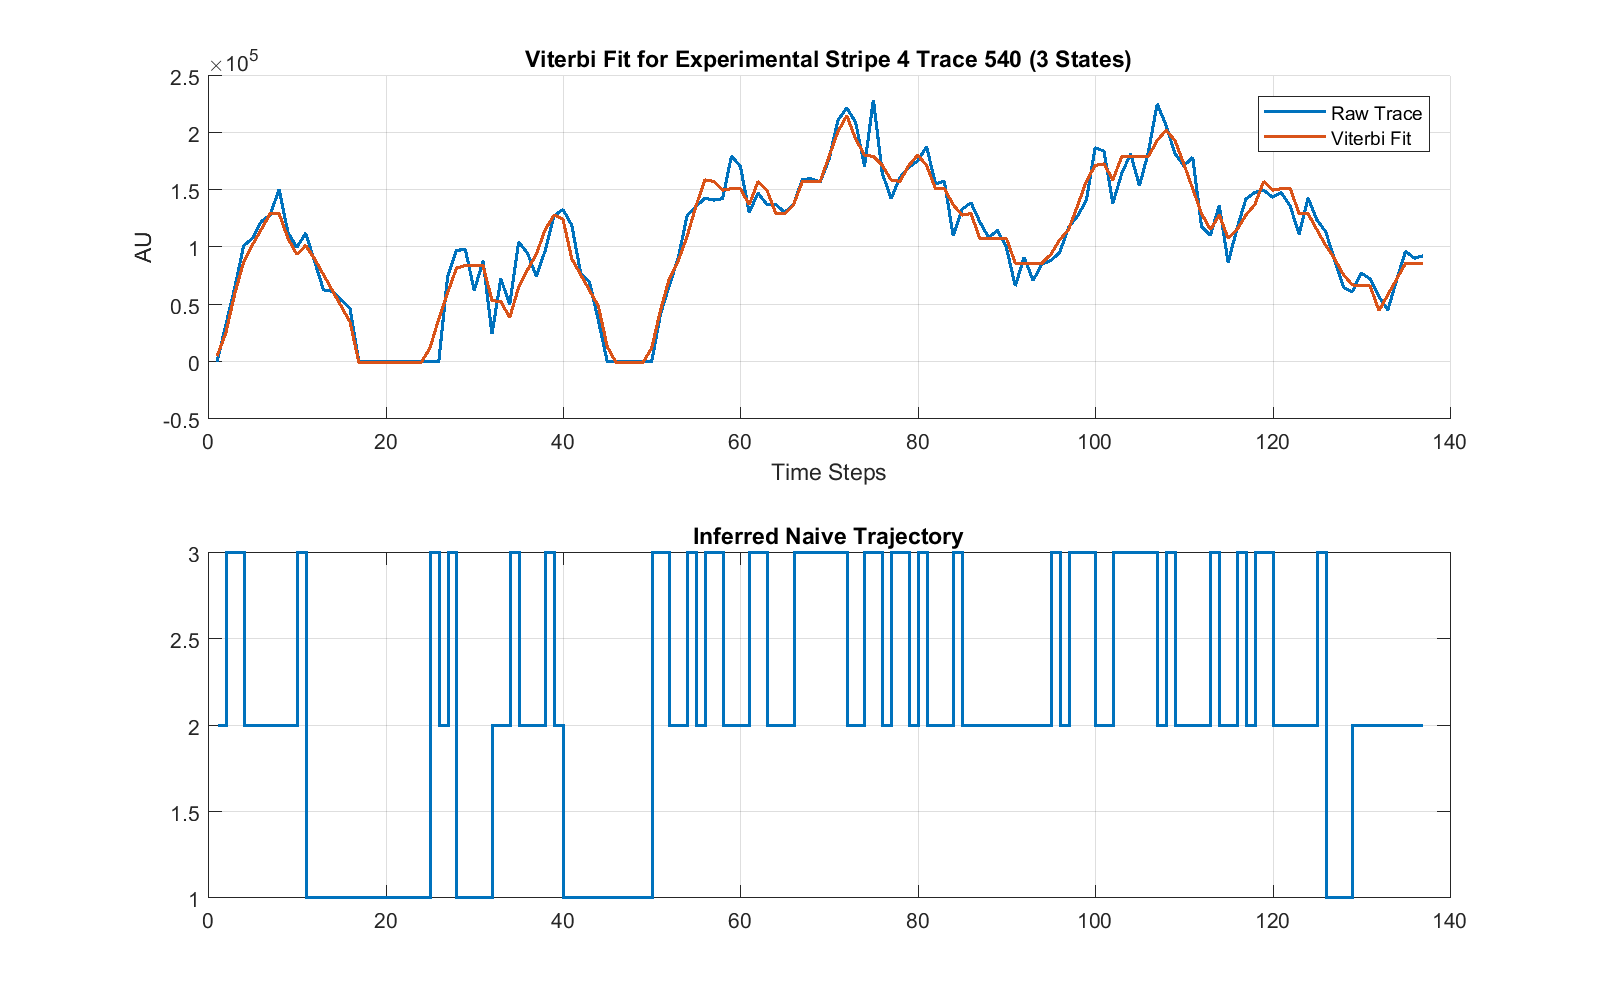 Viterbi Fit for Experimental Stripe 4 Trace 540 (3 States)
×10⁵
2.5
2
1.5
1
0.5
0
-0.5
AU
Raw Trace
Viterbi Fit
0 20 40 60 80 100 120 140
Time Steps
Inferred Naive Trajectory
3
2.5
2
1.5
1
0 20 40 60 80 100 120 140